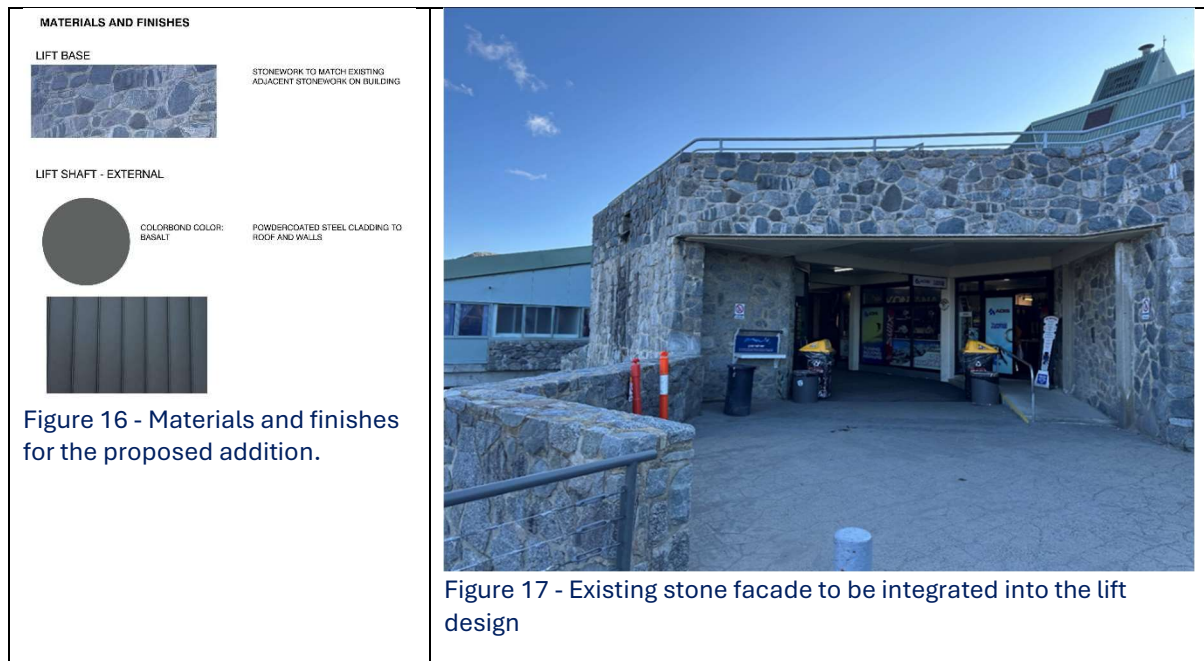 MATERIALS AND FINISHES
LIFT BASE
STONEWORK TO MATCH EXISTING
ADJACENT STONEWORK ON BUILDING
LIFT SHAFT - EXTERNAL
COLORBOND COLOR:
BASALT
POWDERCOATED STEEL CLADDING TO
ROOF AND WALLS
Figure 16 - Materials and finishes
for the proposed addition.
Figure 17 - Existing stone facade to be integrated into the lift
design